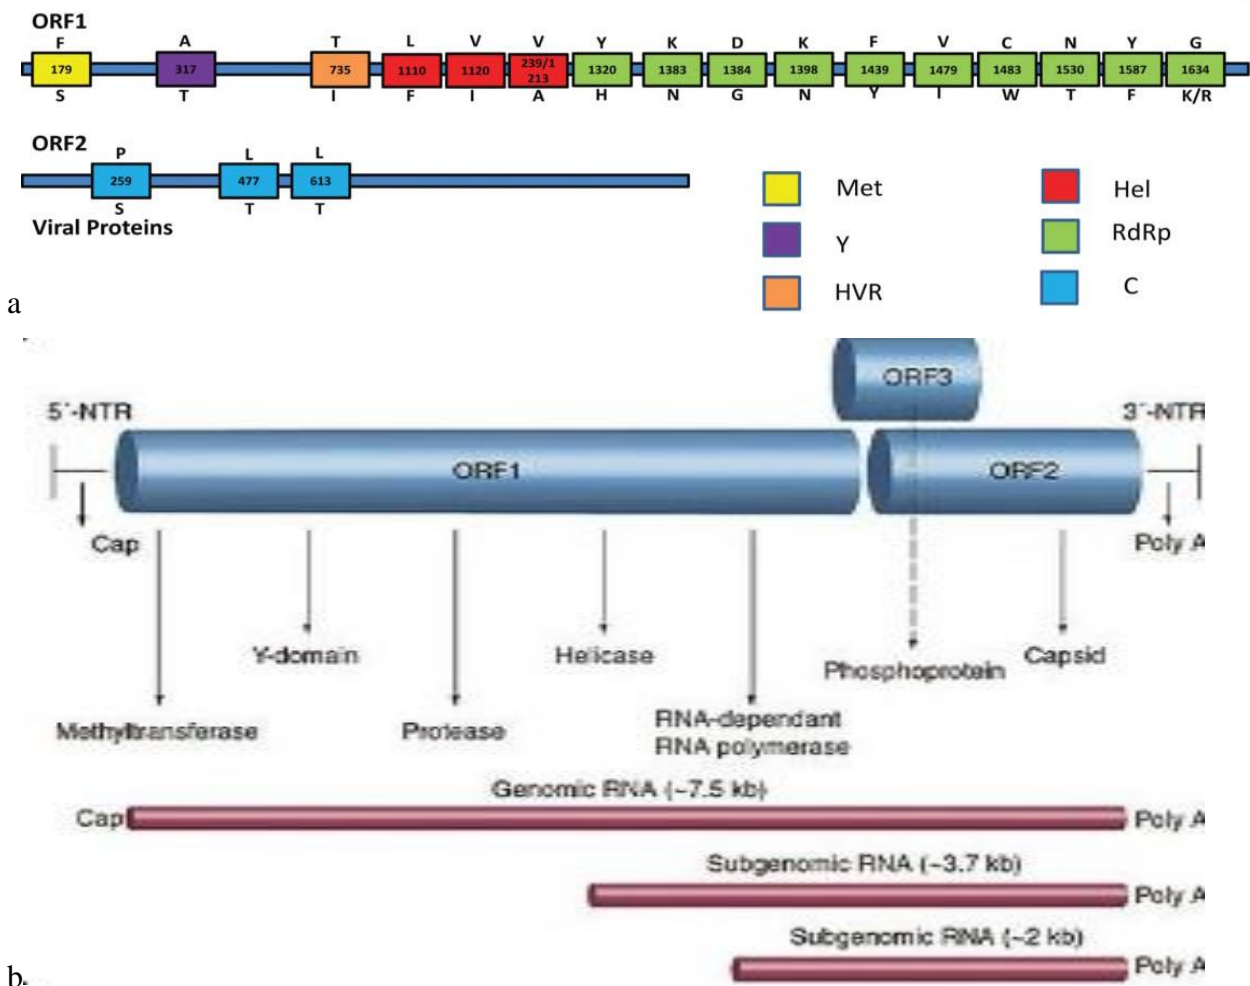 ORF1
F A T L V V Y K D K F V C N Y G
179 317 735 1110 1120 239/1 1320 1383 1384 1398 1439 1479 1483 1530 1587 1634
213
S T I F I A H N G N Y I W T F K/R
ORF2
P L L
259 477 613
S T T
Viral Proteins
Met
Hel
Y
RdRp
HVR
C
a
ORF3
5´-NTR
3´-NTR
ORF1
ORF2
Cap
Poly A
Y-domain
Helicase
Phosphoprotein
Capsid
Methyltransferase
Protease
RNA-dependant
RNA polymerase
Genomic RNA (~7.5 kb)
Cap
Poly A
Subgenomic RNA (~3.7 kb)
Poly A
Subgenomic RNA (~2 kb)
Poly A
b.